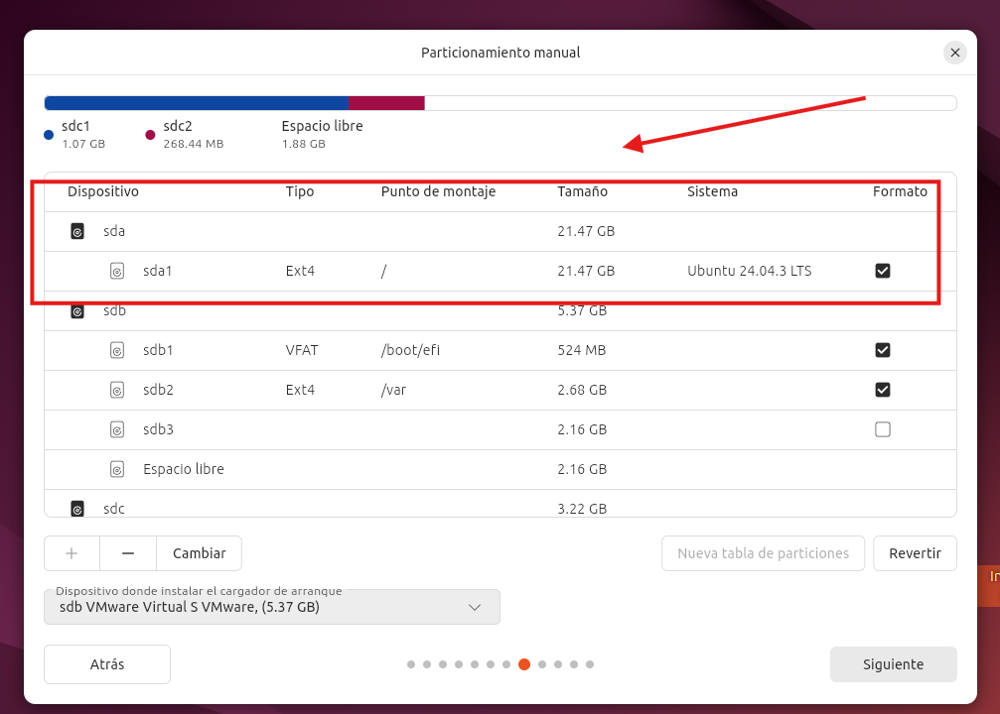 Particionamiento manual
sdc1 sdc2 Espacio libre
1.07 GB 268.44 MB 1.88 GB
Dispositivo Tipo Punto de montaje Tamaño Sistema Formato
sda 21.47 GB
sda1 Ext4 / 21.47 GB Ubuntu 24.04.3 LTS
sdb 5.37 GB
sdb1 VFAT /boot/efi 524 MB
sdb2 Ext4 /var 2.68 GB
sdb3 2.16 GB
Espacio libre 2.16 GB
sdc 3.22 GB
+ − Cambiar Nueva tabla de particiones Revertir
Dispositivo donde instalar el cargador de arranque
sdb VMware Virtual S VMware, (5.37 GB)
Atrás Siguiente
In